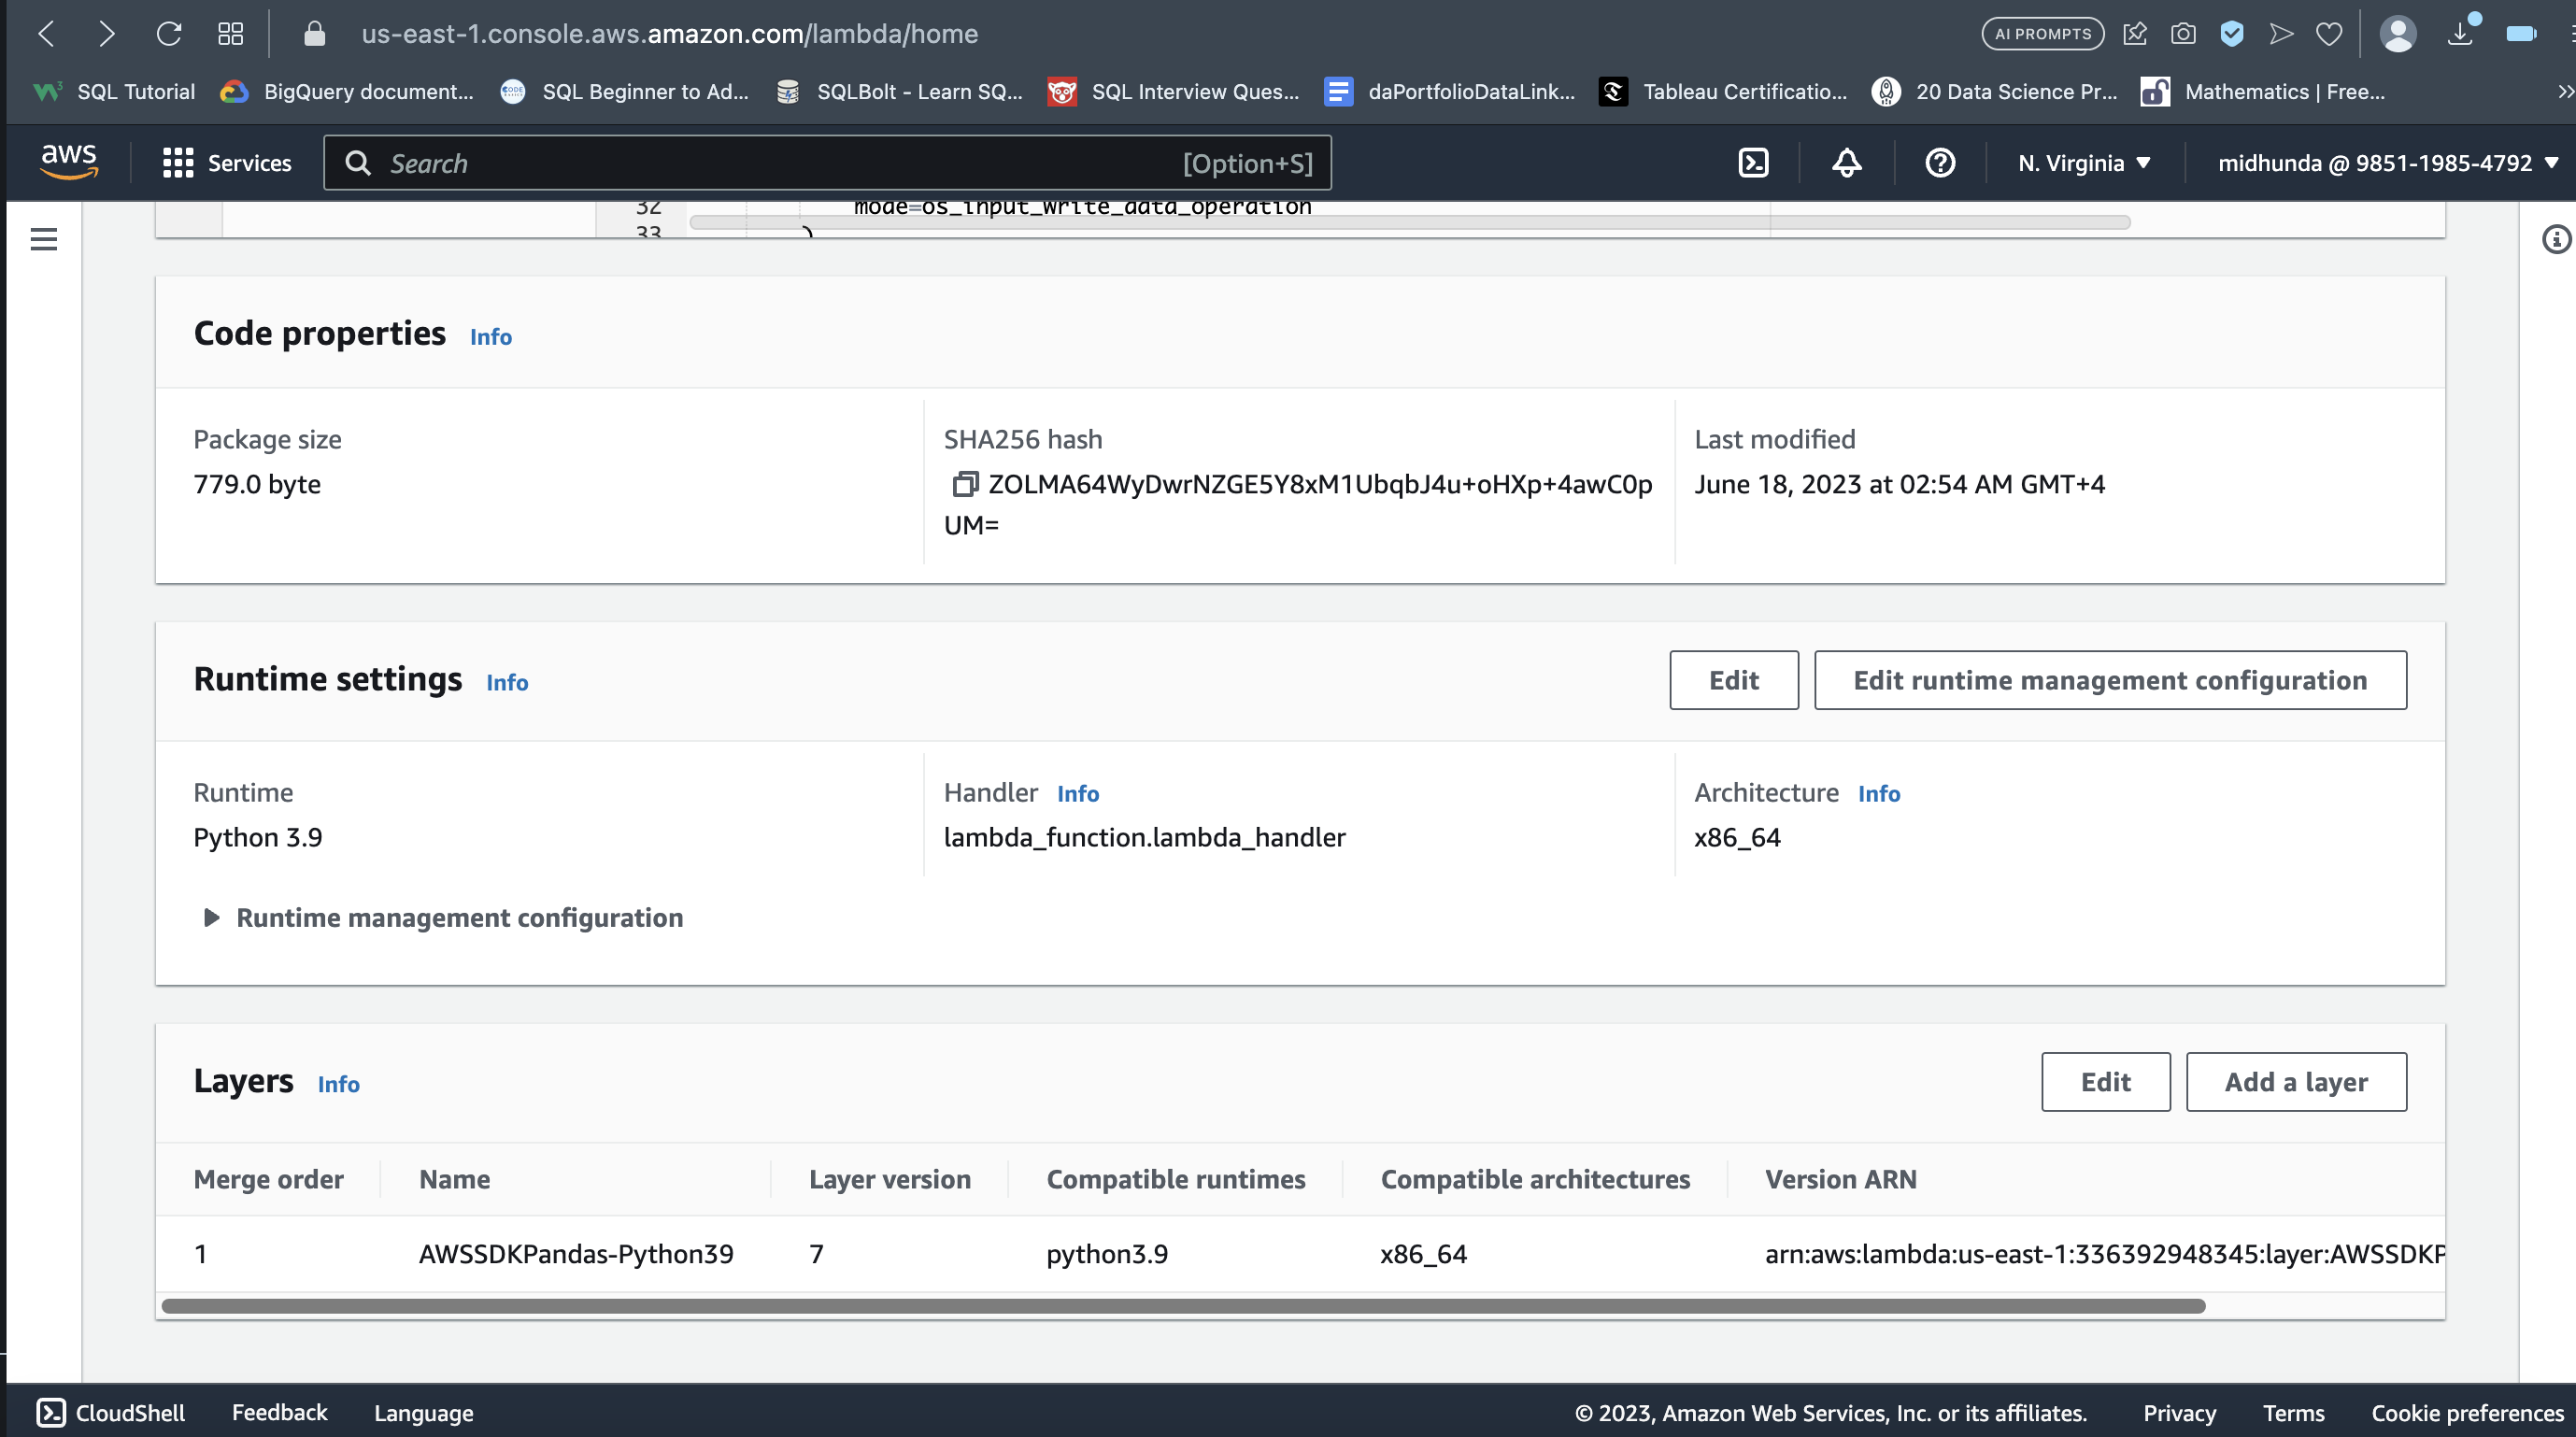 us-east-1.console.aws.amazon.com/lambda/home
AI PROMPTS
SQL Tutorial
BigQuery document...
SQL Beginner to Ad...
SQLBolt - Learn SQ...
SQL Interview Ques...
daPortfolioDataLink...
Tableau Certificatio...
20 Data Science Pr...
Mathematics | Free...
aws
Services
Search
[Option+S]
N. Virginia
midhunda @ 9851-1985-4792
32 mode=os_input_write_data_operation
33 )
Code properties Info
Package size
779.0 byte
SHA256 hash
ZOLMA64WyDwrNZGE5Y8xM1UbqbJ4u+oHXp+4awC0p
UM=
Last modified
June 18, 2023 at 02:54 AM GMT+4
Runtime settings Info
Edit
Edit runtime management configuration
Runtime
Python 3.9
Handler Info
lambda_function.lambda_handler
Architecture Info
x86_64
Runtime management configuration
Layers Info
Edit
Add a layer
Merge order Name Layer version Compatible runtimes Compatible architectures Version ARN
1 AWSSDKPandas-Python39 7 python3.9 x86_64 arn:aws:lambda:us-east-1:336392948345:layer:AWSSDKP
CloudShell Feedback Language © 2023, Amazon Web Services, Inc. or its affiliates. Privacy Terms Cookie preferences